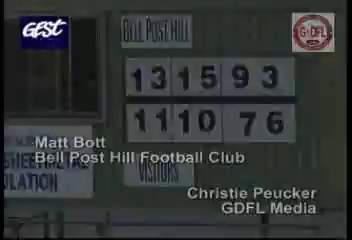 GEST
GDFL
BELL POST HILL
13 15 93
11 10 76
VISITORS
Matt Bott
Bell Post Hill Football Club
SHEETMETAL
Christie Peucker
GDFL Media